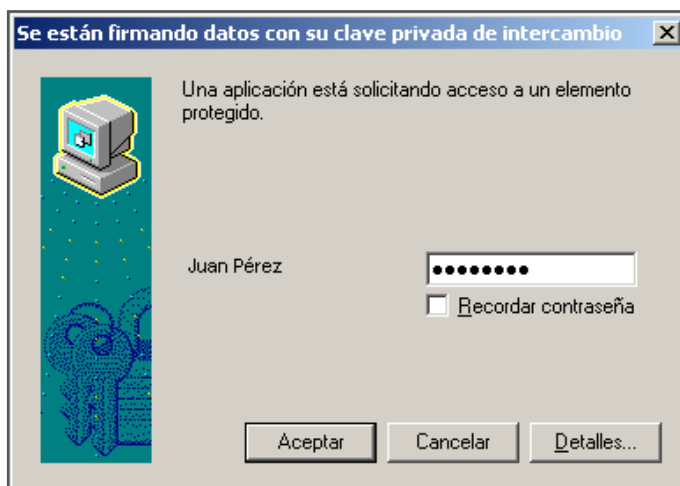 Se están firmando datos con su clave privada de intercambio
Una aplicación está solicitando acceso a un elemento
protegido.
Juan Pérez
••••••••
Recordar contraseña
Aceptar
Cancelar
Detalles...